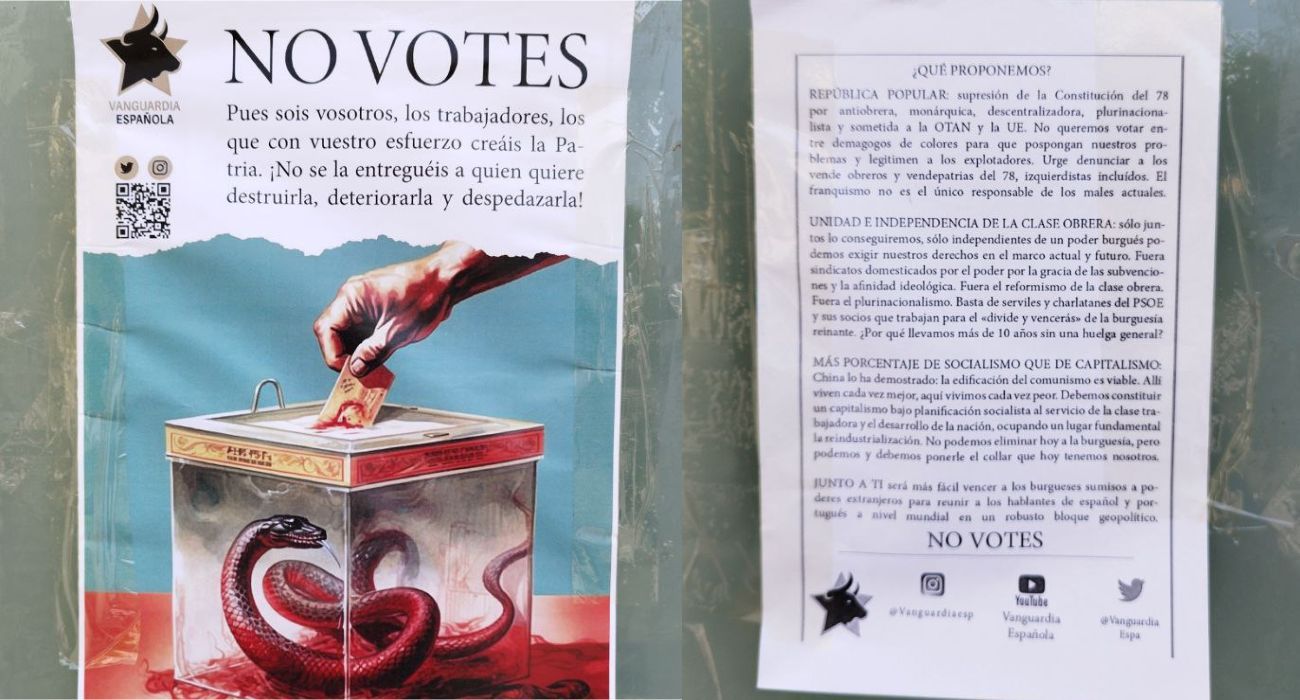 NO VOTES
VANGUARDIA
ESPAÑOLA
Pues sois vosotros, los trabajadores, los
que con vuestro esfuerzo creáis la Pa-
tria. ¡No se la entreguéis a quien quiere
destruirla, deteriorarla y despedazarla!
¿QUÉ PROPONEMOS?
REPÚBLICA POPULAR: supresión de la Constitución del 78
por antiobrera, monárquica, descentralizadora, plurinaciona-
lista y sometida a la OTAN y la UE. No queremos votar en-
tre demagogos de colores para que pospongan nuestros pro-
blemas y legitimen a los explotadores. Urge denunciar a los
vende obreros y vendepatrias del 78, izquierdistas incluídos. El
franquismo no es el único responsable de los males actuales.
UNIDAD E INDEPENDENCIA DE LA CLASE OBRERA: sólo jun-
tos lo conseguiremos, sólo independientes de un poder burgués po-
demos exigir nuestros derechos en el marco actual y futuro. Fuera
sindicatos domesticados por el poder por la gracia de las subvencio-
nes y la afinidad ideológica. Fuera el reformismo de la clase obrera.
Fuera el plurinacionalismo. Basta de serviles y charlatanes del PSOE
y sus socios que trabajan para el «divide y vencerás» de la burguesía
reinante. ¿Por qué llevamos más de 10 años sin una huelga general?
MÁS PORCENTAJE DE SOCIALISMO QUE DE CAPITALISMO:
China lo ha demostrado: la edificación del comunismo es viable. Allí
viven cada vez mejor, aquí vivimos cada vez peor. Debemos constituir
un capitalismo bajo planificación socialista al servicio de la clase tra-
bajadora y el desarrollo de la nación, ocupando un lugar fundamental
la reindustrialización. No podemos eliminar hoy a la burguesía, pero
podemos y debemos ponerle el collar que hoy tenemos nosotros.
JUNTO A TI será más fácil vencer a los burgueses sumisos a po-
deres extranjeros para reunir a los hablantes de español y por-
tugués a nivel mundial en un robusto bloque geopolítico.
NO VOTES
@Vanguardiaesp
YouTube
Vanguardia
Española
@Vanguardia
Espa